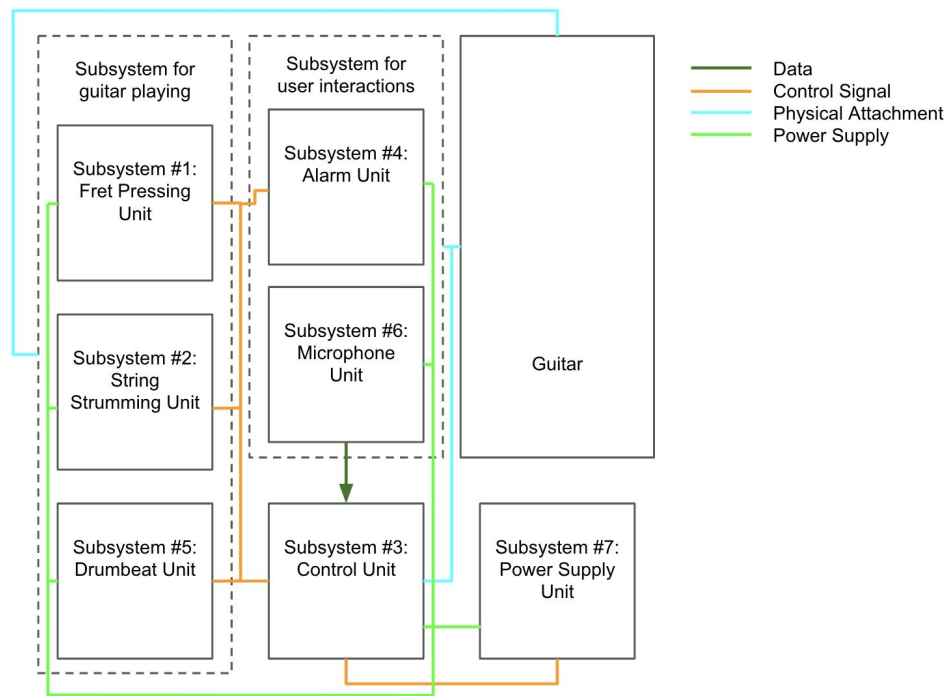 Subsystem for
guitar playing
Subsystem #1:
Fret Pressing
Unit
Subsystem #2:
String
Strumming Unit
Subsystem #5:
Drumbeat Unit
Subsystem for
user interactions
Subsystem #4:
Alarm Unit
Subsystem #6:
Microphone
Unit
Subsystem #3:
Control Unit
Guitar
Subsystem #7:
Power Supply
Unit
Data
Control Signal
Physical Attachment
Power Supply